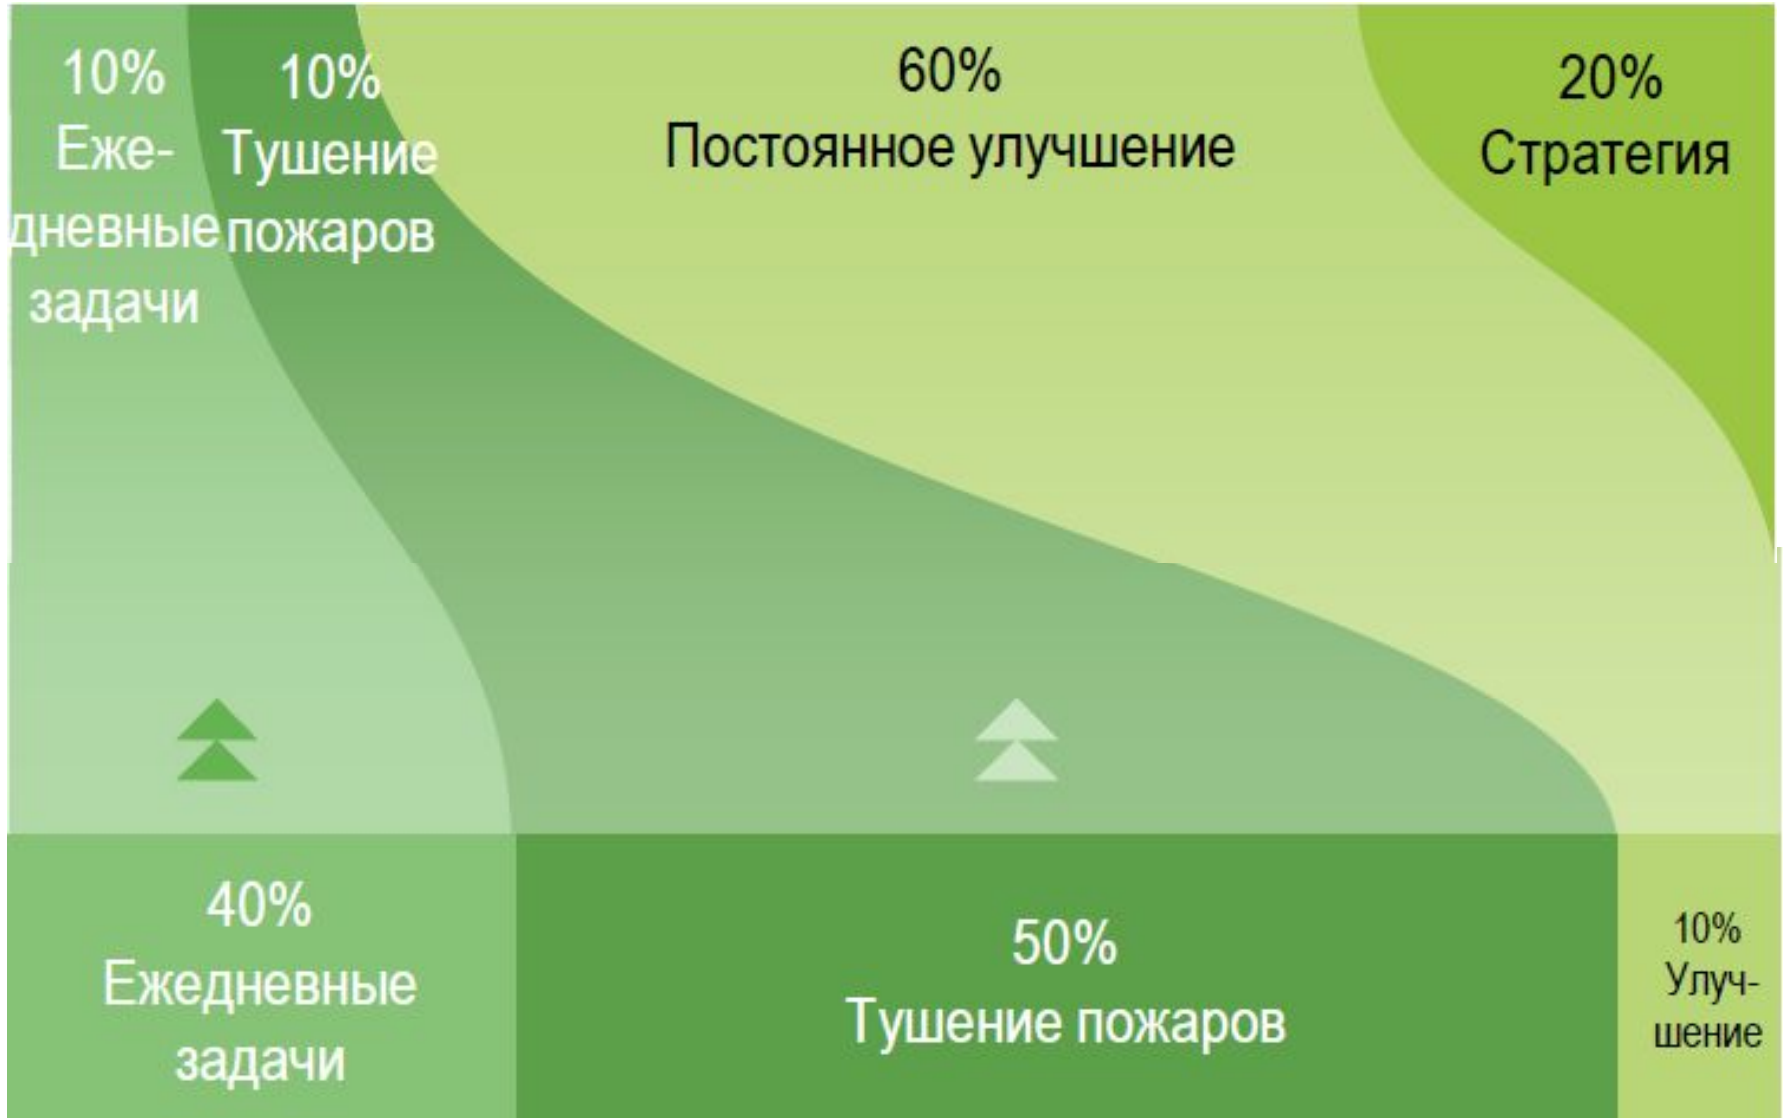 10%
Еже-
дневные
задачи
10%
Тушение
пожаров
60%
Постоянное улучшение
20%
Стратегия
40%
Ежедневные
задачи
50%
Тушение пожаров
10%
Улуч-
шение